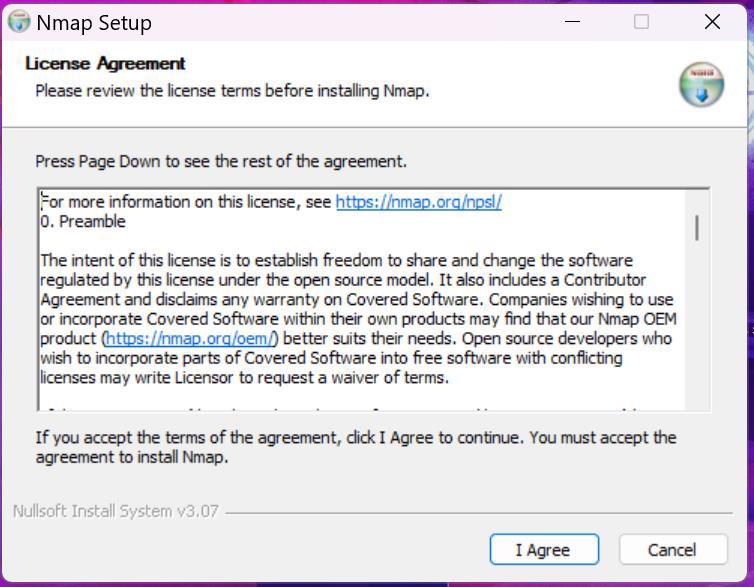 Nmap Setup
License Agreement
Please review the license terms before installing Nmap.
Press Page Down to see the rest of the agreement.
For more information on this license, see https://nmap.org/npsl/
0. Preamble
The intent of this license is to establish freedom to share and change the software
regulated by this license under the open source model. It also includes a Contributor
Agreement and disclaims any warranty on Covered Software. Companies wishing to use
or incorporate Covered Software within their own products may find that our Nmap OEM
product (https://nmap.org/oem/) better suits their needs. Open source developers who
wish to incorporate parts of Covered Software into free software with conflicting
licenses may write Licensor to request a waiver of terms.
If you accept the terms of the agreement, click I Agree to continue. You must accept the
agreement to install Nmap.
Nullsoft Install System v3.07
I Agree
Cancel